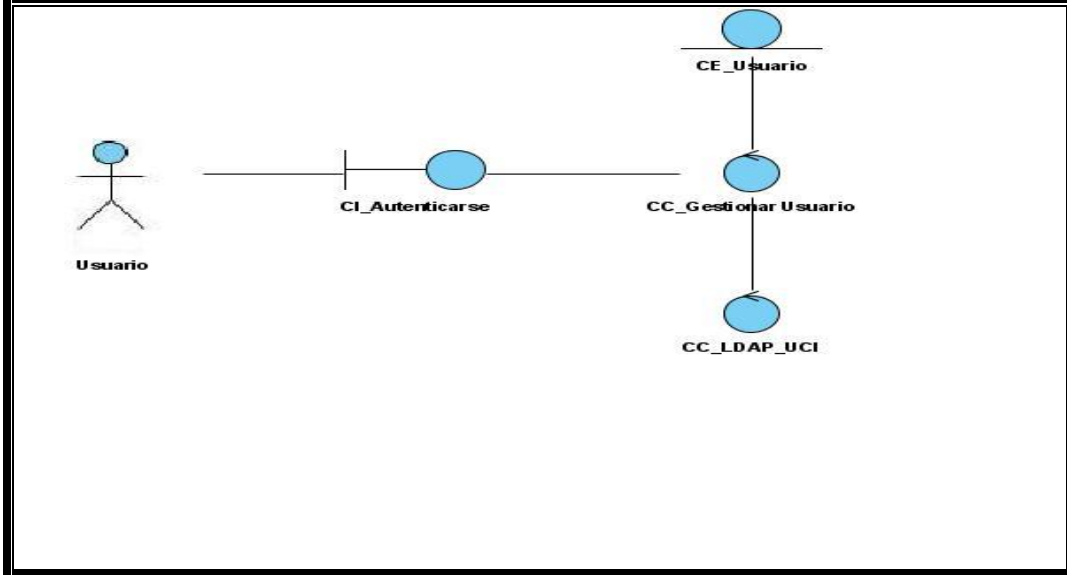 CE_Usuario
CI_Autenticarse
CC_Gestionar Usuario
Usuario
CC_LDAP_UCI